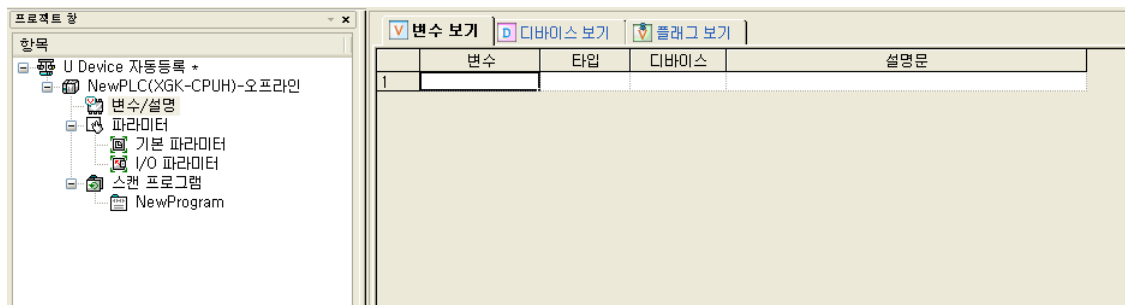 프로젝트 창
항목
U Device 자동등록 *
NewPLC(XGK-CPUH)-오프라인
변수/설명
파라미터
기본 파라미터
I/O 파라미터
스캔 프로그램
NewProgram
V 변수 보기 D 디바이스 보기 플래그 보기
변수 타입 디바이스 설명문
1